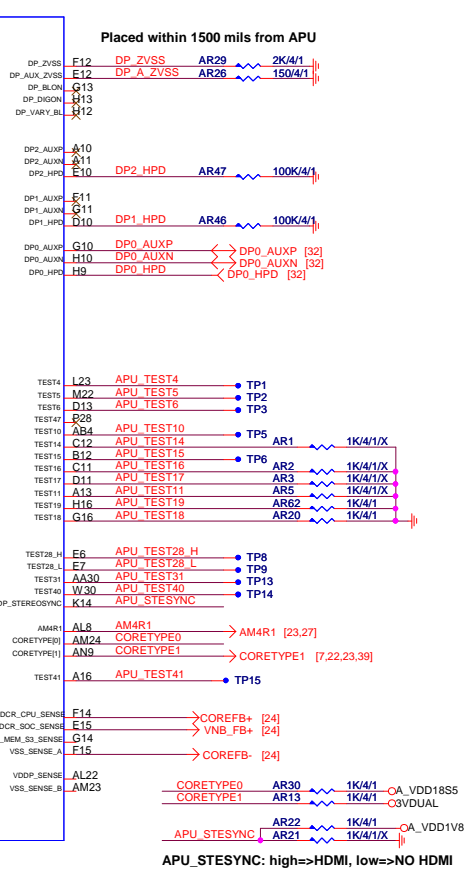 Placed within 1500 mils from APU
DP_ZVSS F12 DP_ZVSS AR29 2K/4/1
DP_AUX_ZVSS E12 DP_A_ZVSS AR26 150/4/1
DP_BLON G13
DP_DIGON H13
DP_VARY_BL H12
DP2_AUXP A10
DP2_AUXN A11
DP2_HPD E10 DP2_HPD AR47 100K/4/1
DP1_AUXP F11
DP1_AUXN G11
DP1_HPD D10 DP1_HPD AR46 100K/4/1
DP0_AUXP G10 DP0_AUXP DP0_AUXP [32]
DP0_AUXN H10 DP0_AUXN DP0_AUXN [32]
DP0_HPD H9 DP0_HPD DP0_HPD [32]
TEST4 L23 APU_TEST4 TP1
TEST5 M22 APU_TEST5 TP2
TEST6 D13 APU_TEST6 TP3
TEST47 B28
TEST10 AB4 APU_TEST10 TP5
TEST14 C12 APU_TEST14 AR1 1K/4/1/X
TEST15 B12 APU_TEST15 TP6
TEST16 C11 APU_TEST16 AR2 1K/4/1/X
TEST17 D11 APU_TEST17 AR3 1K/4/1/X
TEST11 A13 APU_TEST11 AR5 1K/4/1/X
TEST19 H16 APU_TEST19 AR62 1K/4/1
TEST18 G16 APU_TEST18 AR20 1K/4/1
TEST28_H E6 APU_TEST28_H TP8
TEST28_L E7 APU_TEST28_L TP9
TEST31 AA30 APU_TEST31 TP13
TEST40 W30 APU_TEST40 TP14
DP_STEREOSYNC K14 APU_STESYNC
AM4R1 AL8 AM4R1 AM4R1 [23,27]
CORETYPE[0] AM24 CORETYPE0
CORETYPE[1] AN9 CORETYPE1 CORETYPE1 [7,22,23,39]
TEST41 A16 APU_TEST41 TP15
DCR_CPU_SENSE F14 COREFB+ [24]
DCR_SOC_SENSE E15 VNB_FB+ [24]
_MEM_S3_SENSE G14
VSS_SENSE_A F15 COREFB- [24]
VDDP_SENSE AL22
VSS_SENSE_B AM23
CORETYPE0 AR30 1K/4/1 A_VDD18S5
CORETYPE1 AR13 1K/4/1 3VDUAL
AR22 1K/4/1 A_VDD1V8
APU_STESYNC AR21 1K/4/1/X
APU_STESYNC: high=>HDMI, low=>NO HDMI